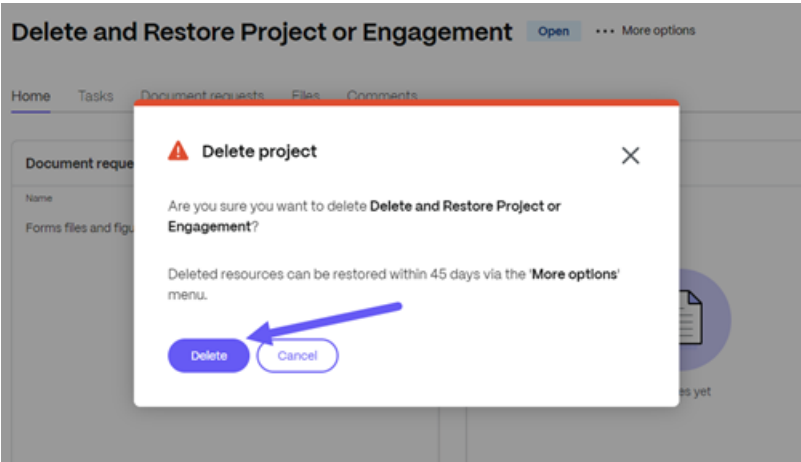 Delete and Restore Project or Engagement Open ••• More options
Home Tasks Document requests Files Comments
Delete project
Document reque
Name
Forms files and figu
Are you sure you want to delete Delete and Restore Project or
Engagement?
Deleted resources can be restored within 45 days via the 'More options'
menu.
Delete Cancel
es yet